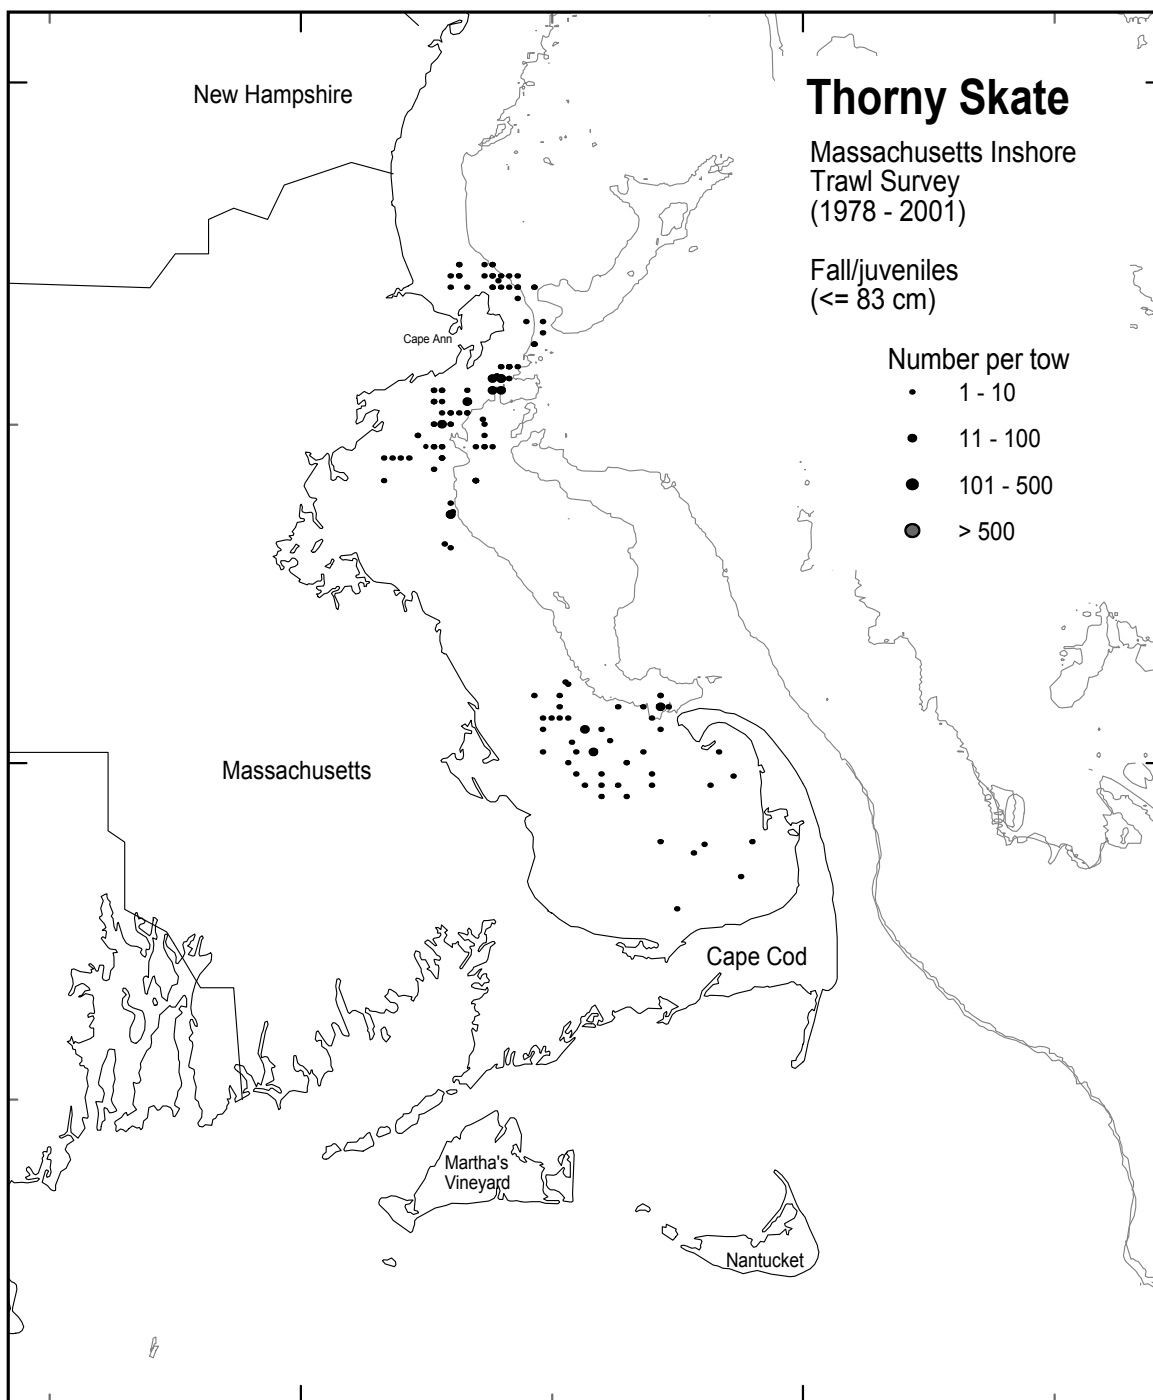 New Hampshire
Thorny Skate
Massachusetts Inshore
Trawl Survey
(1978 - 2001)
Fall/juveniles
(<= 83 cm)
Cape Ann
Number per tow
1 - 10
11 - 100
101 - 500
> 500
Massachusetts
Cape Cod
Martha's
Vineyard
Nantucket